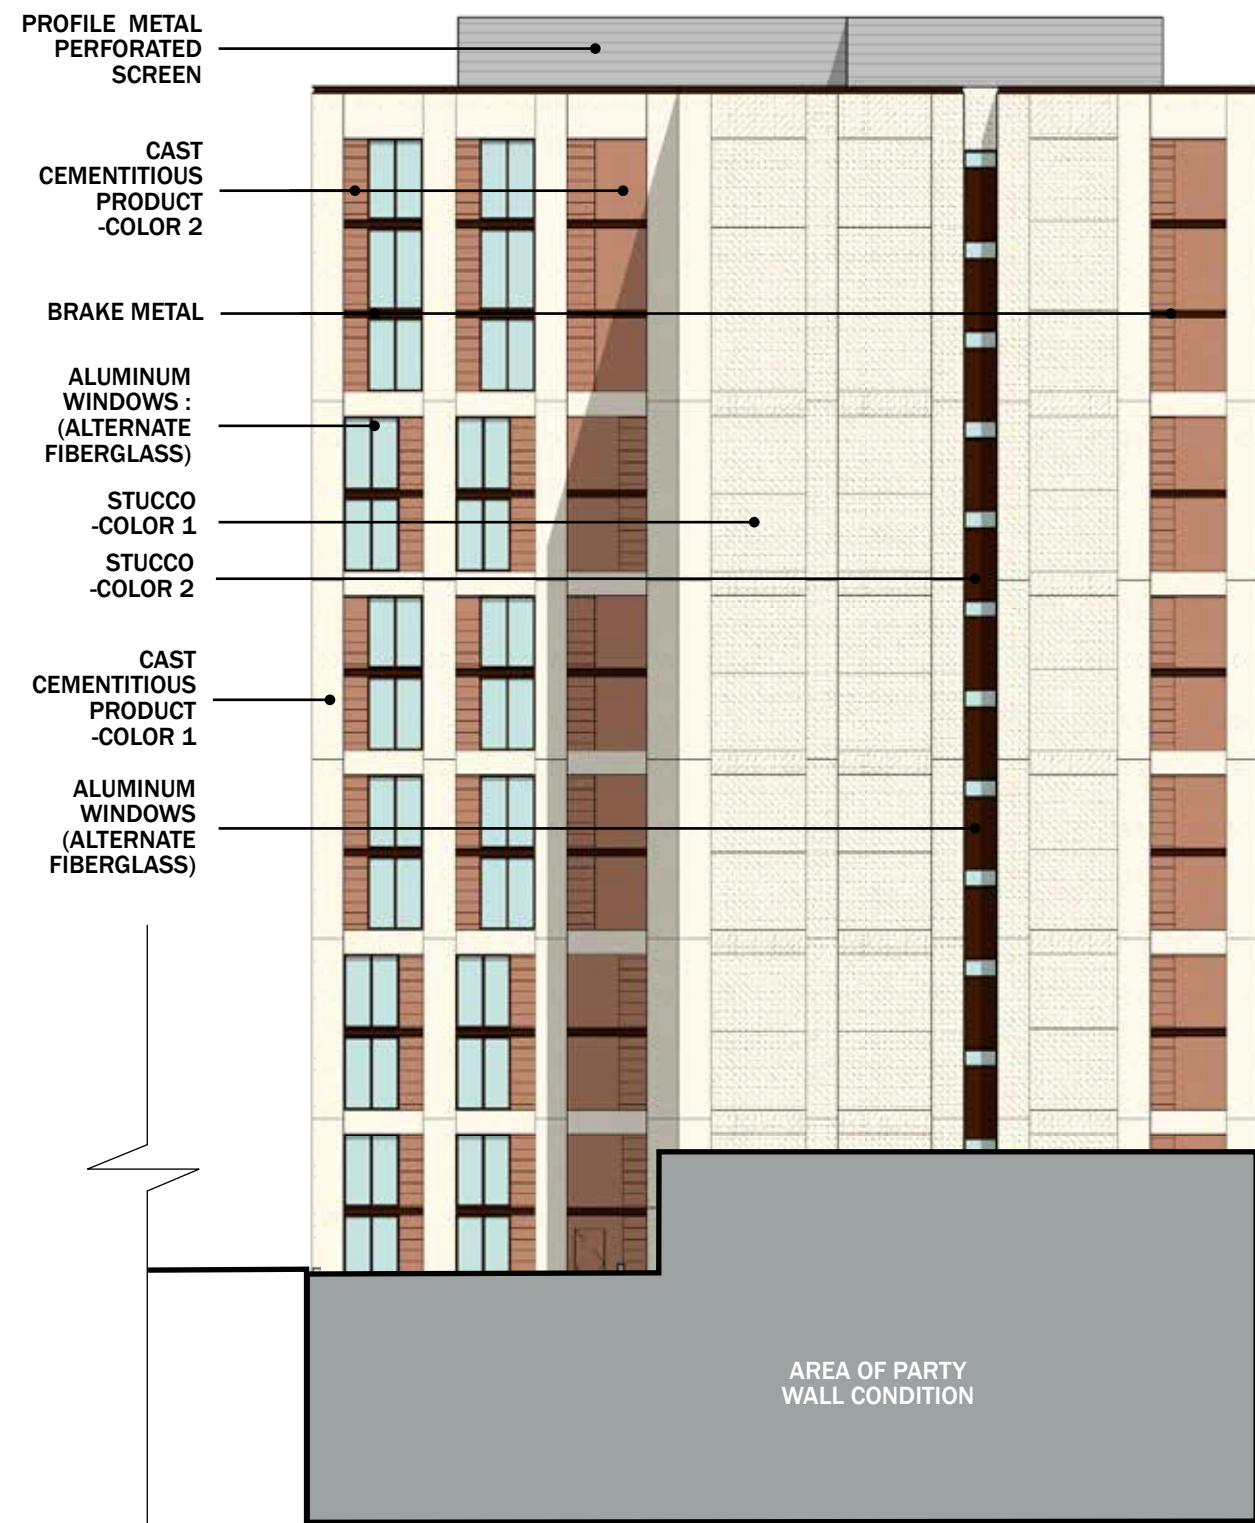 PROFILE METAL
PERFORATED
SCREEN
CAST
CEMENTITIOUS
PRODUCT
-COLOR 2
BRAKE METAL
ALUMINUM
WINDOWS :
(ALTERNATE
FIBERGLASS)
STUCCO
-COLOR 1
STUCCO
-COLOR 2
CAST
CEMENTITIOUS
PRODUCT
-COLOR 1
ALUMINUM
WINDOWS
(ALTERNATE
FIBERGLASS)
AREA OF PARTY
WALL CONDITION